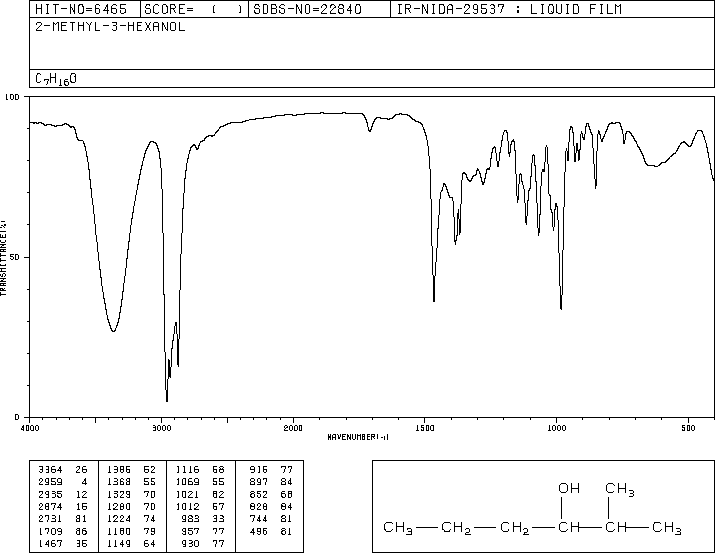 HIT-NO=6465 SCORE= ( ) SDBS-NO=22840 IR-NIDA-29537 : LIQUID FILM
2-METHYL-3-HEXANOL
C7H16O
100
50
0
TRANSMITTANCE(%)
4000 3000 2000 1500 1000 500
WAVENUMBER(-1)
3364 26 1386 52 1116 58 916 77
2959 4 1368 55 1069 55 897 84
2935 12 1329 70 1021 62 852 68
2874 15 1280 70 1012 57 828 84
2731 81 1224 74 983 33 744 81
1709 86 1180 79 957 77 496 81
1467 35 1149 64 930 77
OH CH3
CH3 CH2 CH2 CH CH CH3